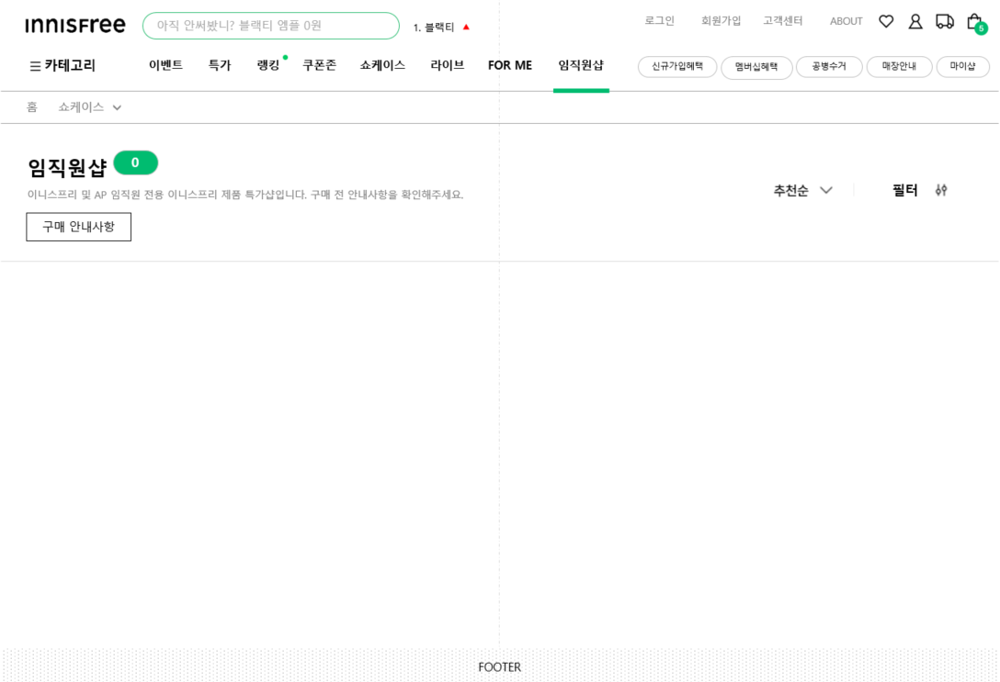 innisfree
아직 안써봤니? 블랙티 엠플 0원
1. 블랙티
로그인 회원가입 고객센터 ABOUT
5
카테고리 이벤트 특가 랭킹 쿠폰존 쇼케이스 라이브 FOR ME 임직원샵
신규가입혜택 멤버십혜택 공병수거 매장안내 마이샵
홈 쇼케이스
임직원샵 0
이니스프리 및 AP 임직원 전용 이니스프리 제품 특가샵입니다. 구매 전 안내사항을 확인해주세요.
추천순 필터
구매 안내사항
FOOTER